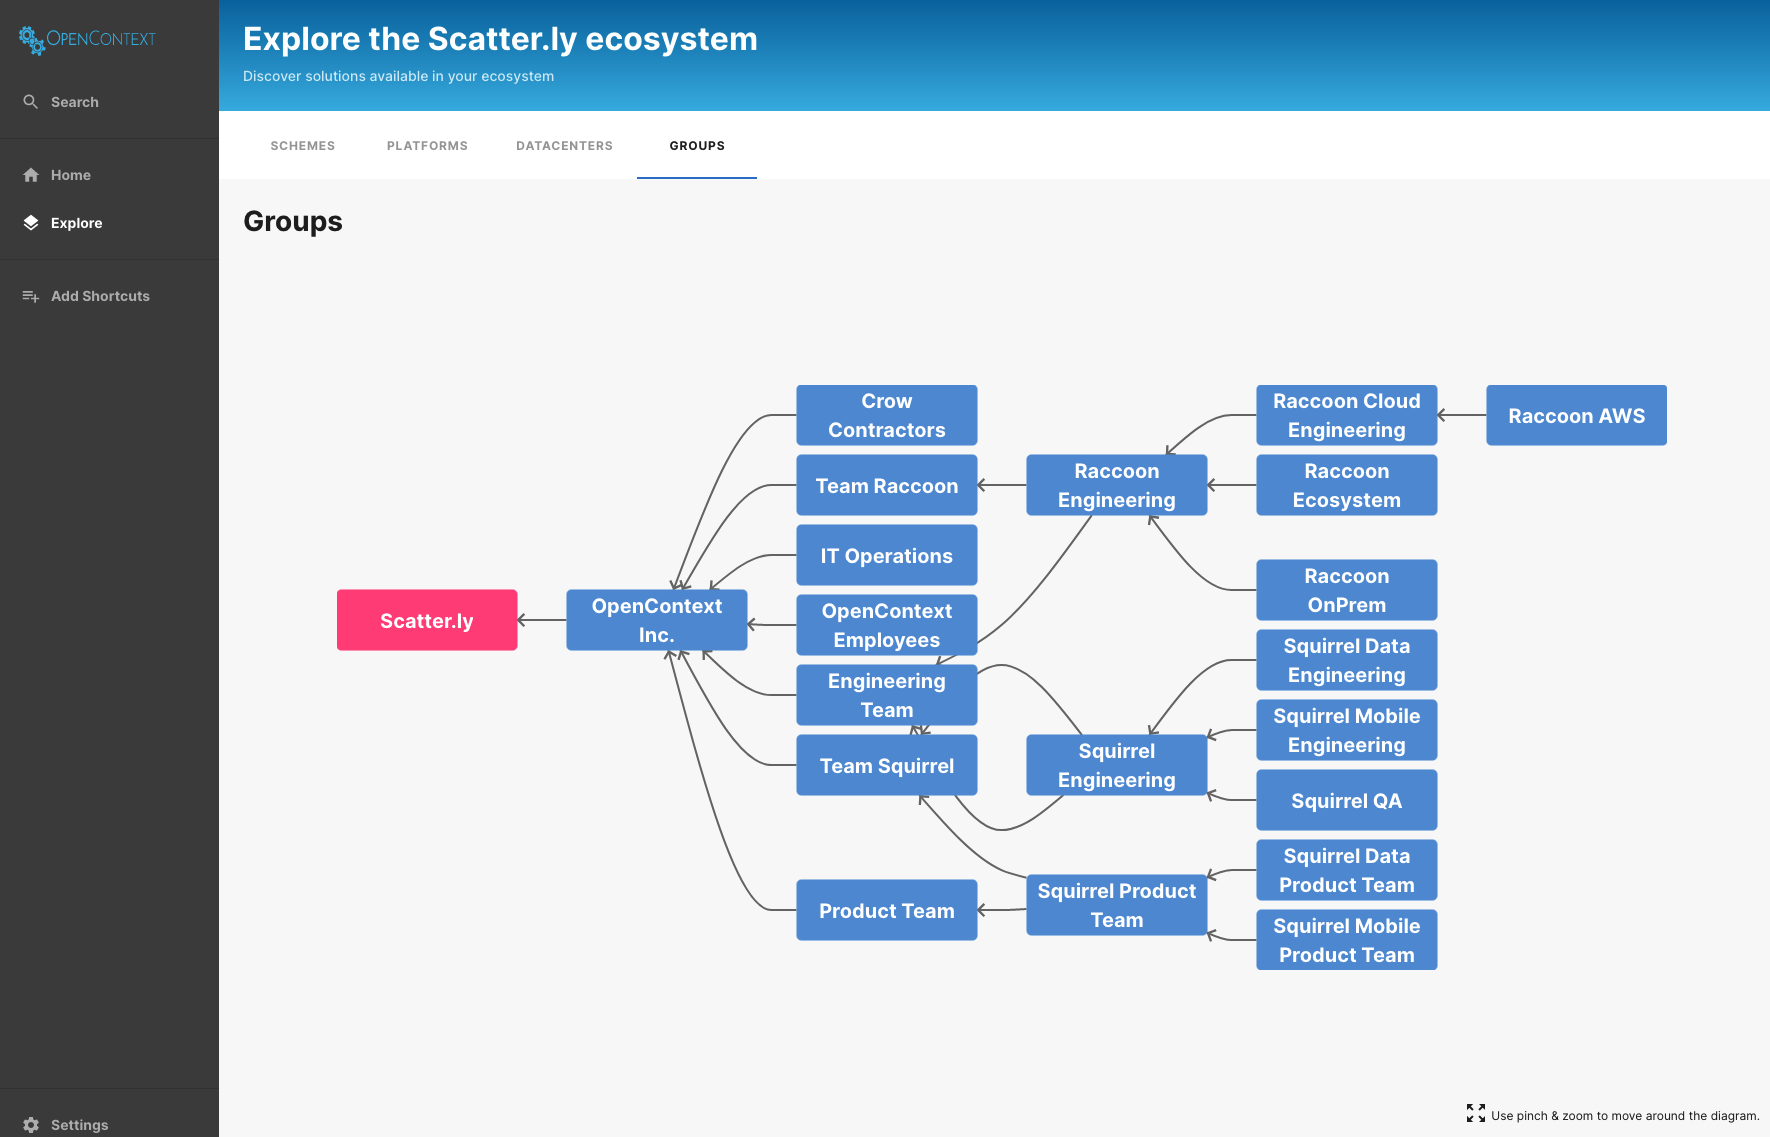 OPENCONTEXT
Search
Home
Explore
Add Shortcuts
Settings
Explore the Scatter.ly ecosystem
Discover solutions available in your ecosystem
SCHEMES
PLATFORMS
DATACENTERS
GROUPS
Groups
Scatter.ly
OpenContext
Inc.
Crow
Contractors
Team Raccoon
IT Operations
OpenContext
Employees
Engineering
Team
Team Squirrel
Product Team
Raccoon
Engineering
Squirrel
Engineering
Squirrel Product
Team
Raccoon Cloud
Engineering
Raccoon
Ecosystem
Raccoon
OnPrem
Squirrel Data
Engineering
Squirrel Mobile
Engineering
Squirrel QA
Squirrel Data
Product Team
Squirrel Mobile
Product Team
Raccoon AWS
Use pinch & zoom to move around the diagram.